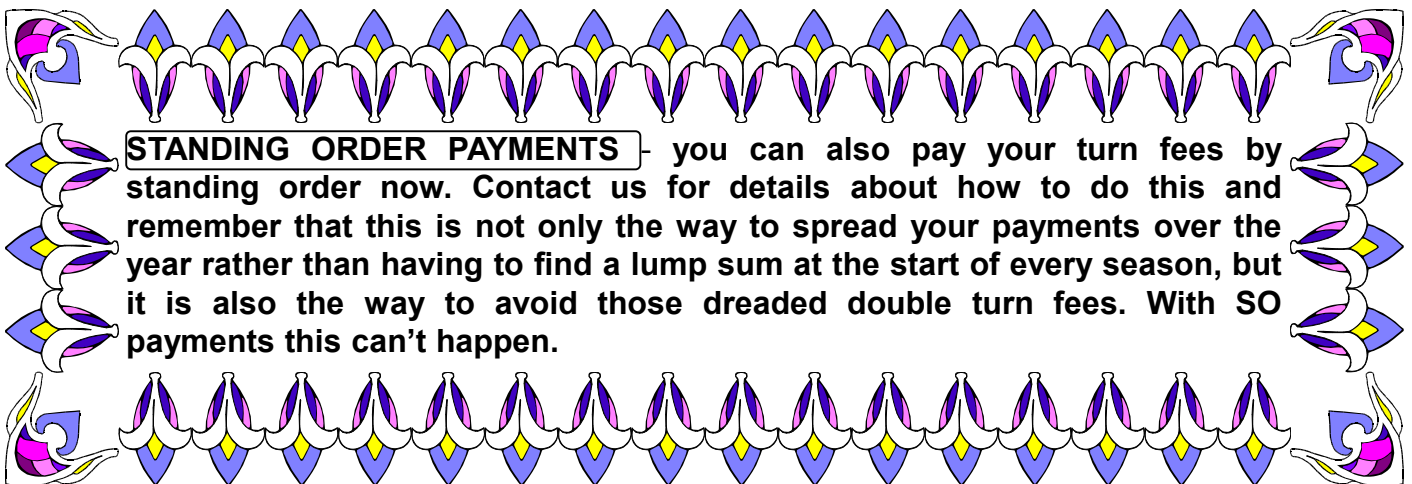 STANDING ORDER PAYMENTS - you can also pay your turn fees by
standing order now. Contact us for details about how to do this and
remember that this is not only the way to spread your payments over the
year rather than having to find a lump sum at the start of every season, but
it is also the way to avoid those dreaded double turn fees. With SO
payments this can’t happen.